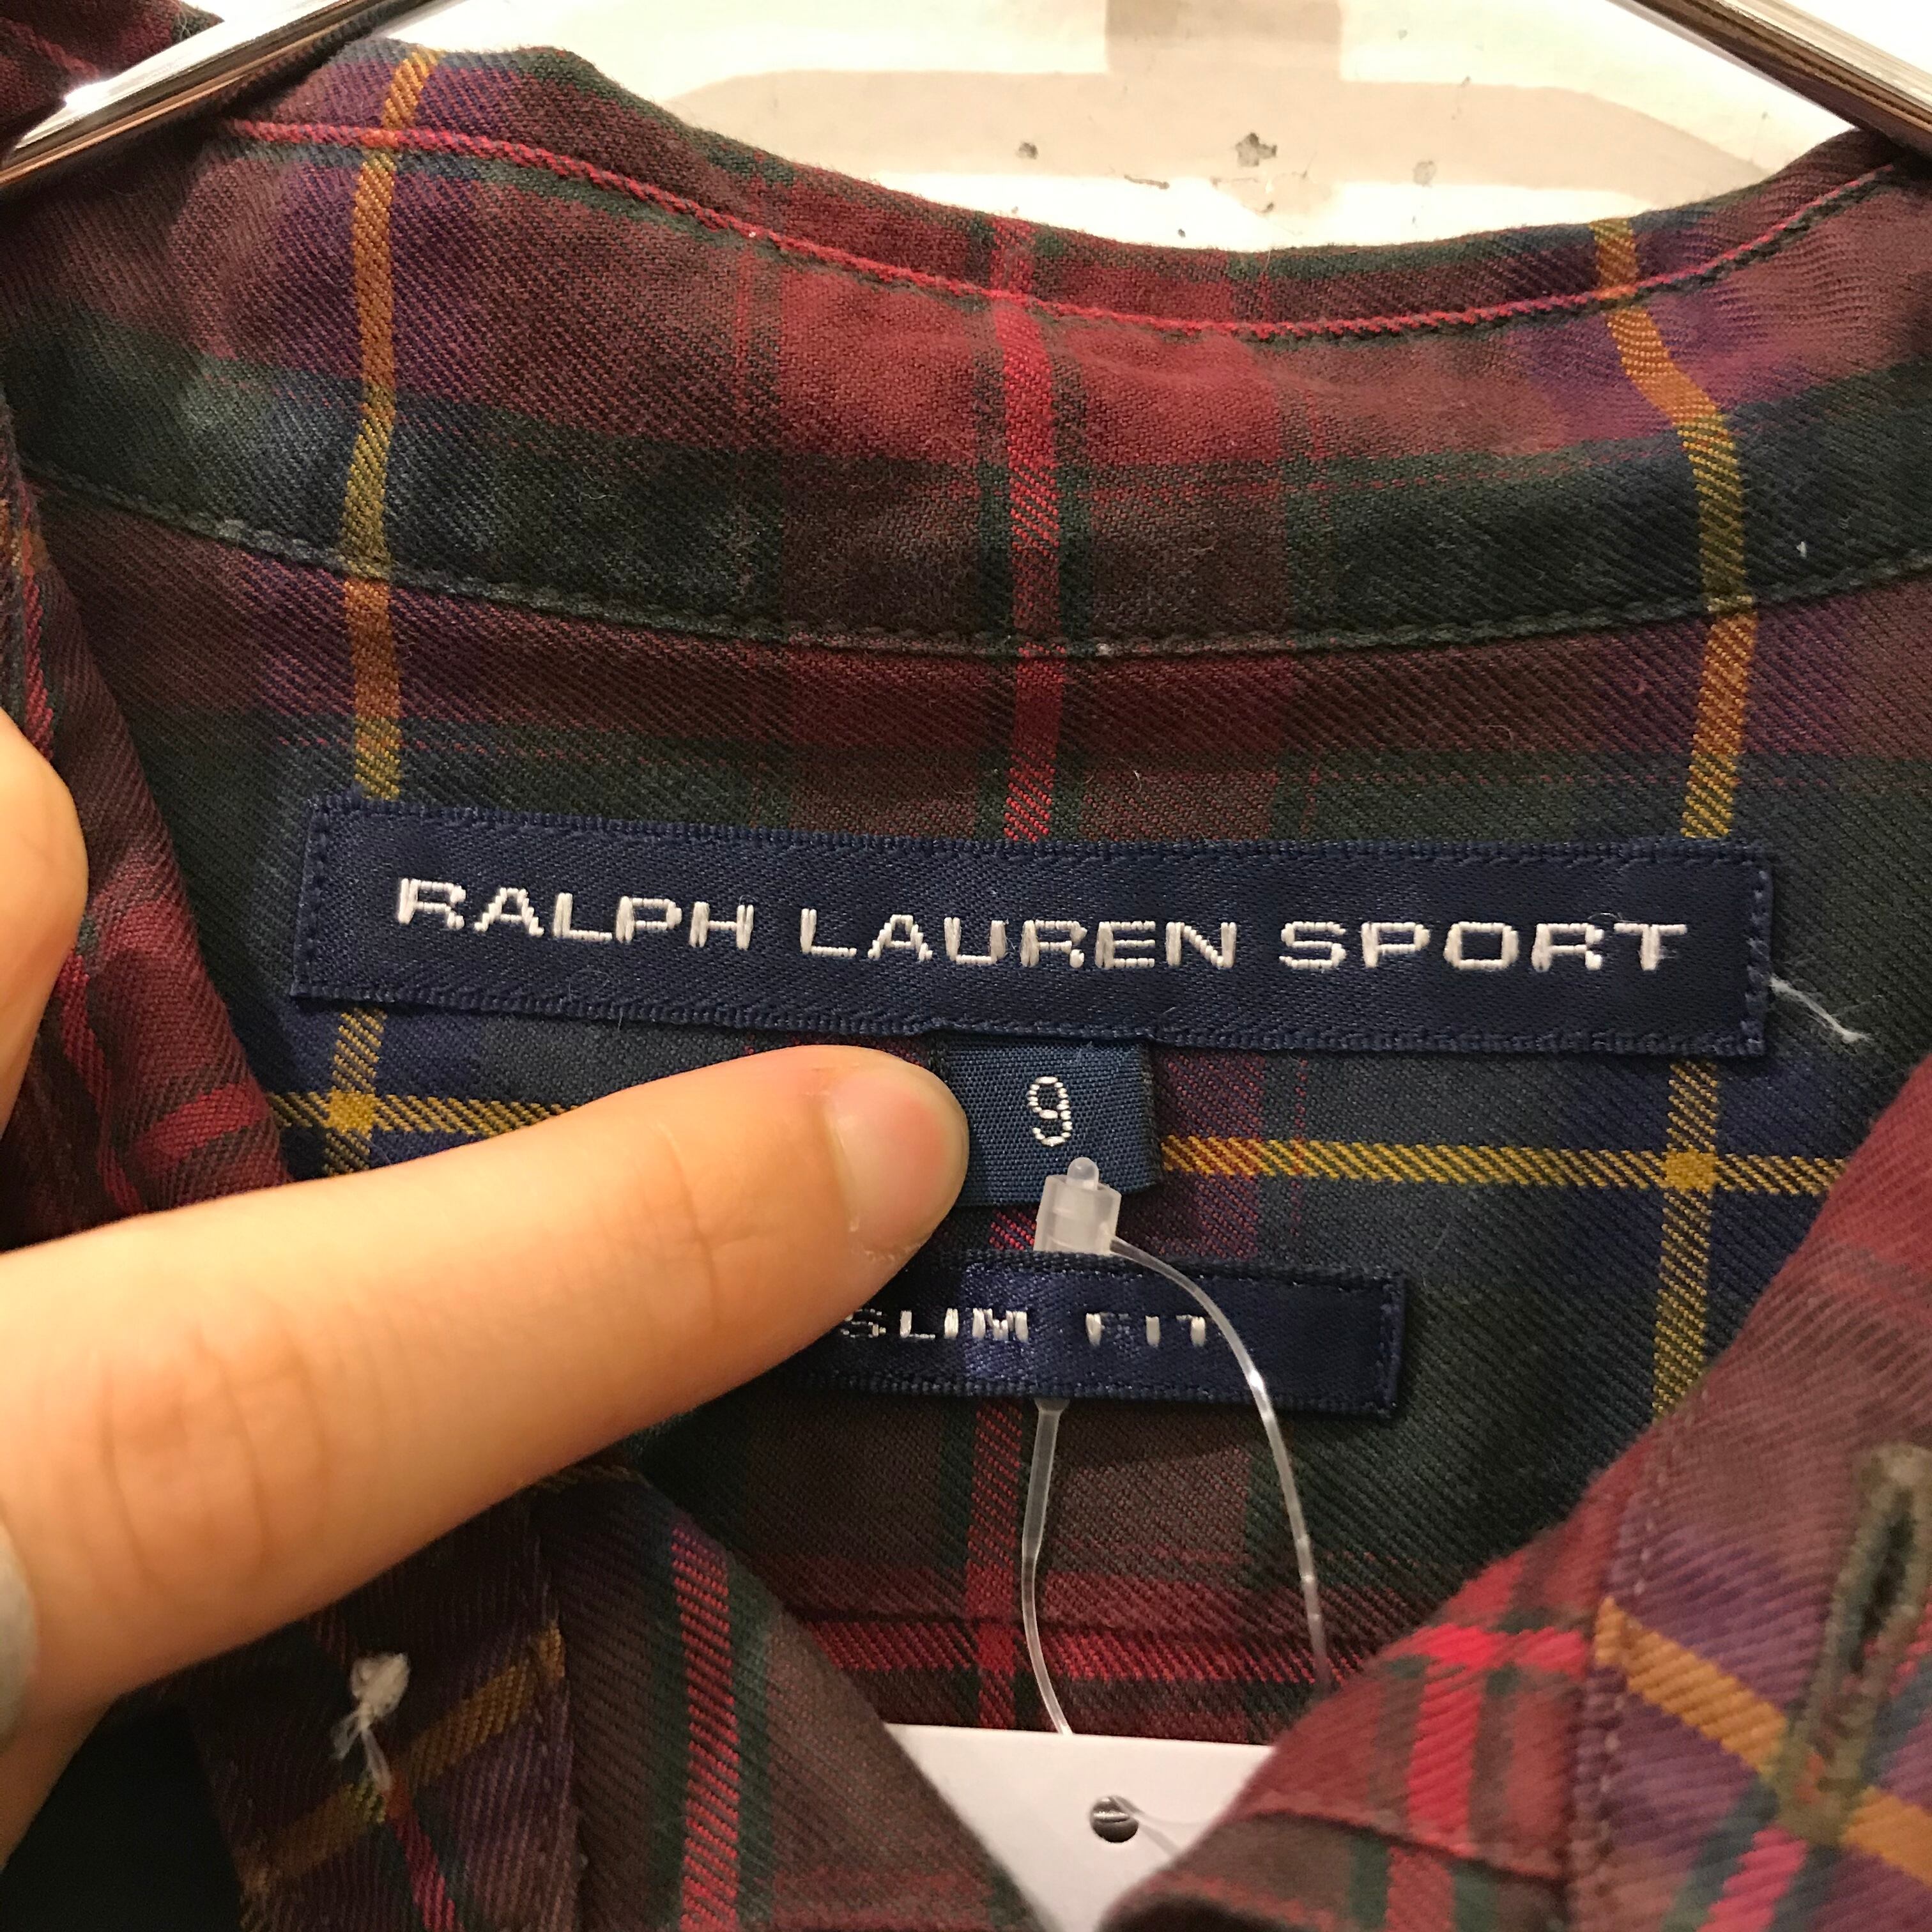 RALPH LAUREN SPORT
9
SLIM FIT